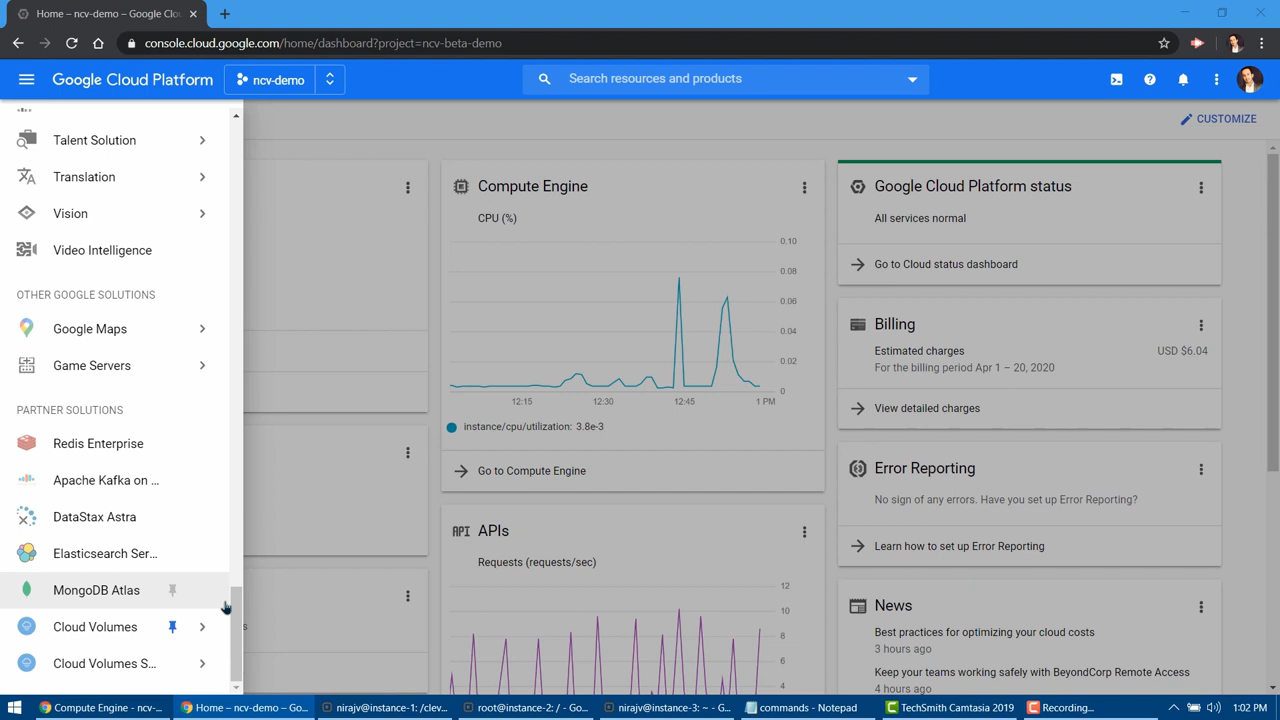 Home – ncv-demo – Google Clo
console.cloud.google.com/home/dashboard?project=ncv-beta-demo
Google Cloud Platform
ncv-demo
Search resources and products
CUSTOMIZE
Talent Solution
Translation
Vision
Video Intelligence
OTHER GOOGLE SOLUTIONS
Google Maps
Game Servers
PARTNER SOLUTIONS
Redis Enterprise
Apache Kafka on ...
DataStax Astra
Elasticsearch Ser...
MongoDB Atlas
Cloud Volumes
Cloud Volumes S...
Compute Engine
CPU (%)
0.10
0.08
0.06
0.04
0.02
0
12:15
12:30
12:45
1 PM
instance/cpu/utilization: 3.8e-3
Go to Compute Engine
API APIs
Requests (requests/sec)
12
10
8
6
4
Google Cloud Platform status
All services normal
Go to Cloud status dashboard
Billing
Estimated charges
USD $6.04
For the billing period Apr 1 – 20, 2020
View detailed charges
Error Reporting
No sign of any errors. Have you set up Error Reporting?
Learn how to set up Error Reporting
News
Best practices for optimizing your cloud costs
3 hours ago
Keep your teams working safely with BeyondCorp Remote Access
4 hours ago
Compute Engine - ncv-...
Home – ncv-demo – Go...
nirajv@instance-1: /clev...
root@instance-2: / - Go...
nirajv@instance-3: ~ - G...
commands - Notepad
TechSmith Camtasia 2019
Recording...
1:02 PM